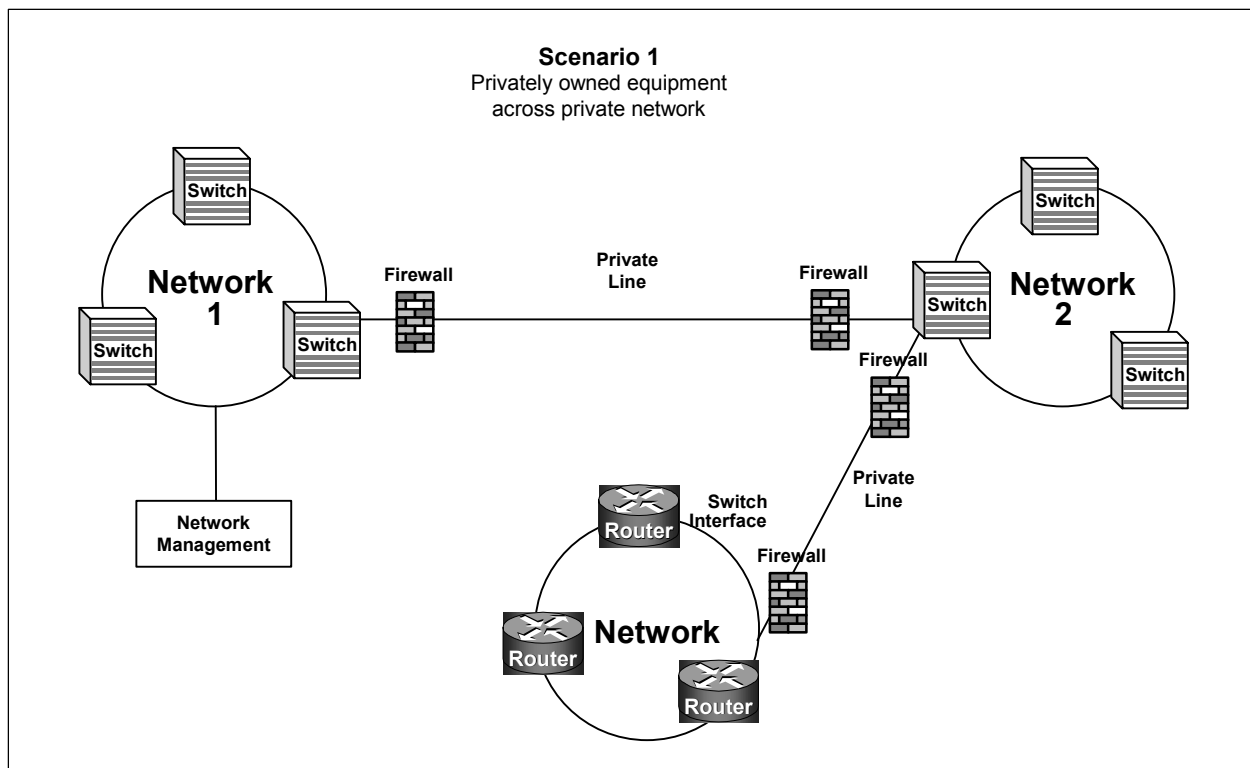 Scenario 1
Privately owned equipment
across private network
Switch
Network
1
Switch
Switch
Firewall
Private
Line
Firewall
Switch
Switch
Network
2
Switch
Firewall
Network
Management
Private
Line
Switch
Interface
Router
Firewall
Router
Network
Router